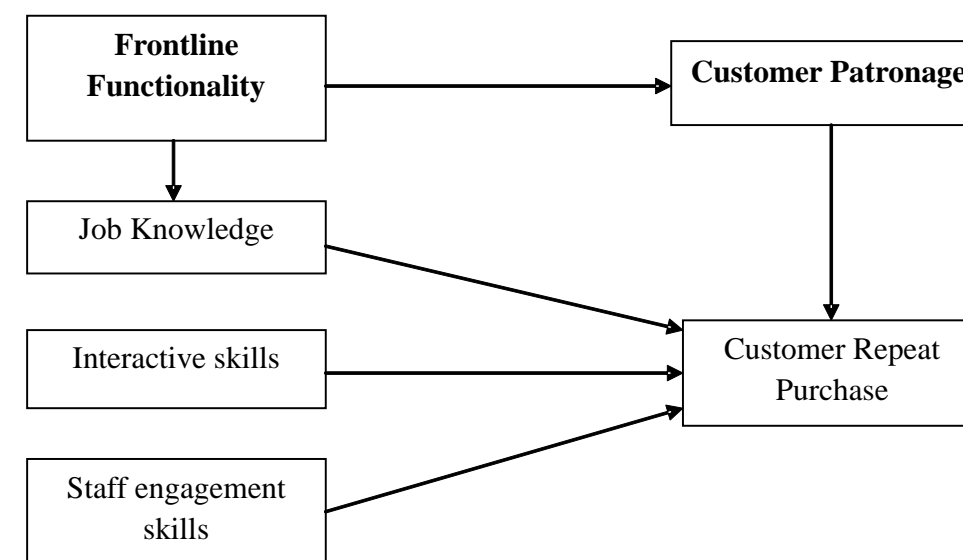 Frontline
Functionality
Customer Patronage
Job Knowledge
Interactive skills
Customer Repeat
Purchase
Staff engagement
skills